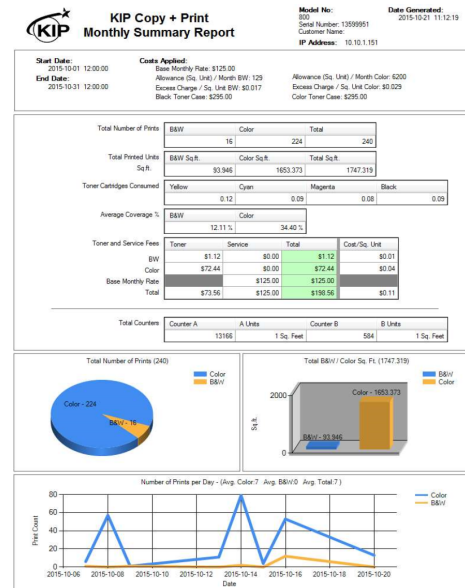 KIP
KIP Copy + Print
Monthly Summary Report
Model No:
800
Serial Number: 13599951
Customer Name:
IP Address: 10.10.1.151
Date Generated:
2015-10-21 11:12:19
Start Date:
2015-10-01 12:00:00
End Date:
2015-10-31 12:00:00
Costs Applied:
Base Monthly Rate: $125.00
Allowance (Sq. Unit) / Month BW: 129
Excess Charge / Sq. Unit BW: $0.017
Black Toner Case: $295.00
Allowance (Sq. Unit) / Month Color: 6200
Excess Charge / Sq. Unit Color: $0.029
Color Toner Case: $295.00
Total Number of Prints B&W Color Total
16 224 240
Total Printed Units B&W Sq.ft. Color Sq.ft. Total Sq.ft.
Sq.ft. 93.946 1653.373 1747.319
Toner Cartridges Consumed Yellow Cyan Magenta Black
0.12 0.09 0.08 0.09
Average Coverage % B&W Color
12.11 % 34.40 %
Toner and Service Fees Toner Service Total Cost/Sq. Unit
BW $1.12 $0.00 $1.12 $0.01
Color $72.44 $0.00 $72.44 $0.04
Base Monthly Rate $125.00 $125.00
Total $73.56 $125.00 $198.56 $0.11
Total Counters Counter A A Units Counter B B Units
13166 1 Sq. Feet 584 1 Sq. Feet
Total Number of Prints (240)
Color
B&W
Color - 224
B&W - 16
Total B&W / Color Sq. Ft. (1747.319)
B&W
Color
Color - 1653.373
2000
Sq.ft.
B&W - 93.946
0
Number of Prints per Day - (Avg. Color:7 Avg. B&W:0 Avg. Total:7 )
Color
B&W
80
60
40
20
0
Print Count
2015-10-06 2015-10-08 2015-10-10 2015-10-12 2015-10-14 2015-10-16 2015-10-18 2015-10-20
Date